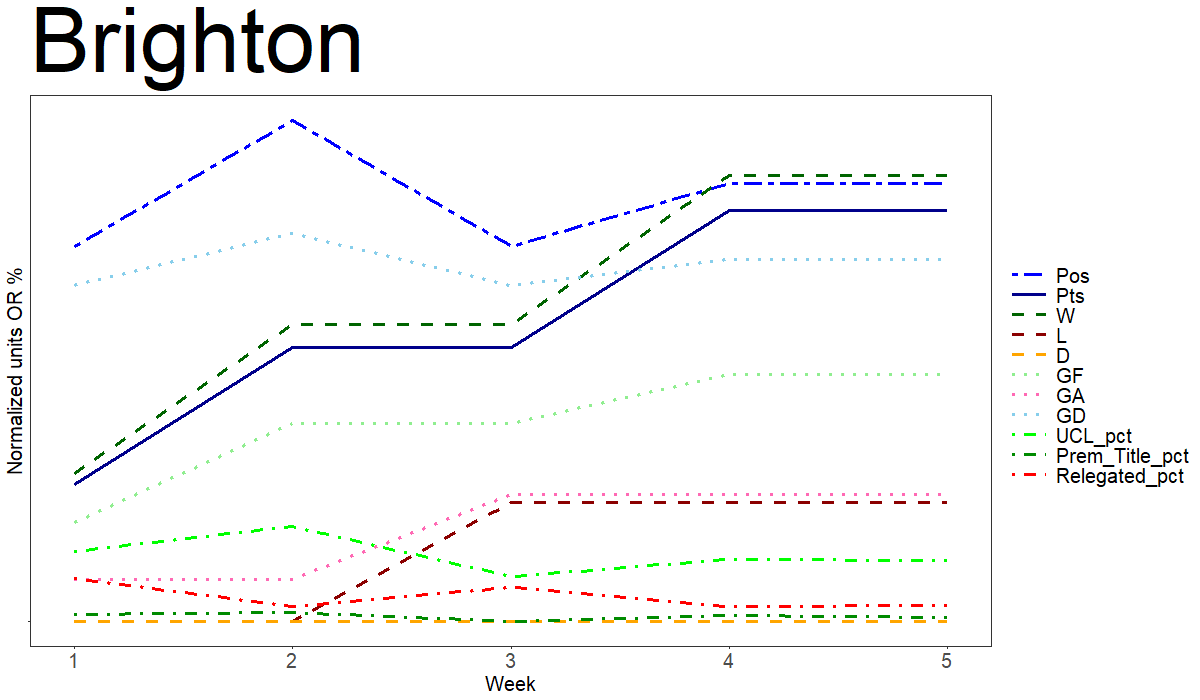 Brighton
Normalized units OR %
Pos
Pts
W
L
D
GF
GA
GD
UCL_pct
Prem_Title_pct
Relegated_pct
1 2 3 4 5
Week